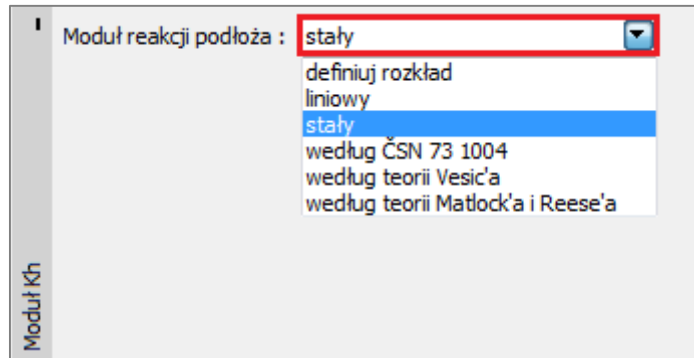 Moduł reakcji podłoża : stały
definiuj rozkład
liniowy
stały
według ČSN 73 1004
według teorii Vesic'a
według teorii Matlock'a i Reese'a
Moduł Kh